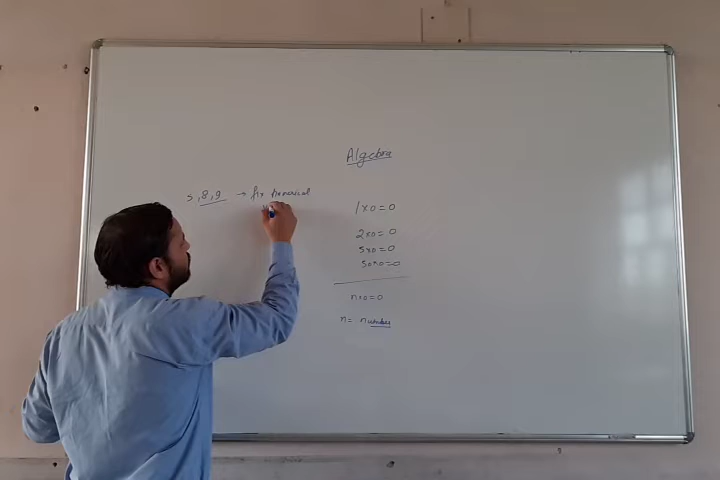 Algebra
5,8,9 → fix numerical
1×0=0
2×0=0
5×0=0
50×0=0
n×0=0
n= number